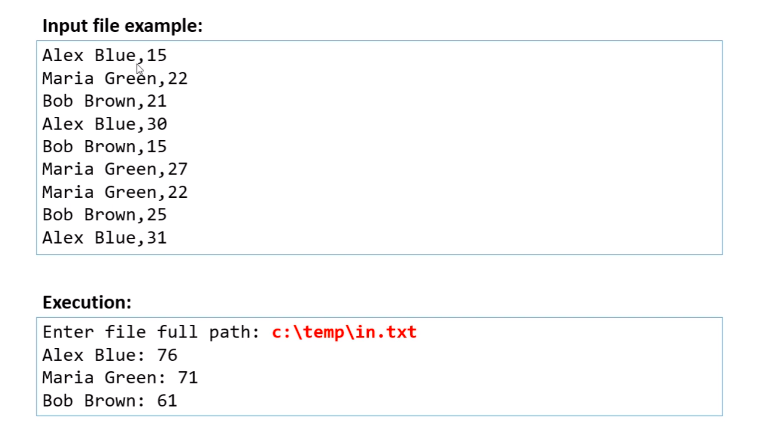 Input file example:
Alex Blue,15
Maria Green,22
Bob Brown,21
Alex Blue,30
Bob Brown,15
Maria Green,27
Maria Green,22
Bob Brown,25
Alex Blue,31
Execution:
Enter file full path: c:\temp\in.txt
Alex Blue: 76
Maria Green: 71
Bob Brown: 61